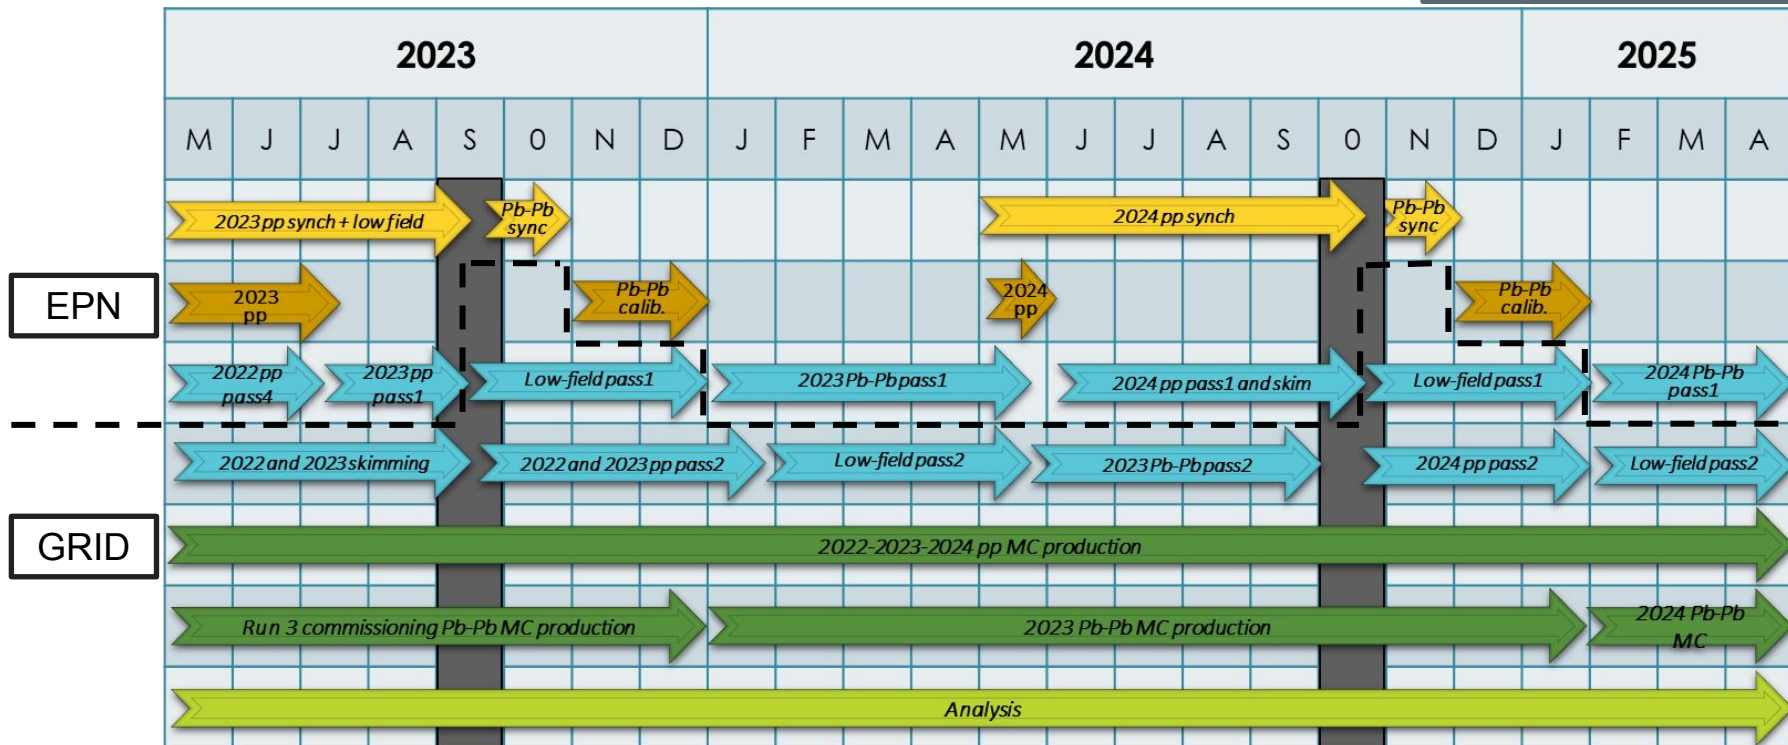 2023 2024 2025
M J J A S 0 N D J F M A M J J A S 0 N D J F M A
2023 pp synch + low field
Pb-Pb
sync
2024 pp synch
Pb-Pb
sync
EPN
2023
pp
Pb-Pb
calib.
2024
pp
Pb-Pb
calib.
2022 pp
pass4
2023 pp
pass1
Low-field pass1
2023 Pb-Pb pass1
2024 pp pass1 and skim
Low-field pass1
2024 Pb-Pb
pass1
2022 and 2023 skimming
2022 and 2023 pp pass2
Low-field pass2
2023 Pb-Pb pass2
2024 pp pass2
Low-field pass2
GRID
2022-2023-2024 pp MC production
Run 3 commissioning Pb-Pb MC production
2023 Pb-Pb MC production
2024 Pb-Pb
MC
Analysis